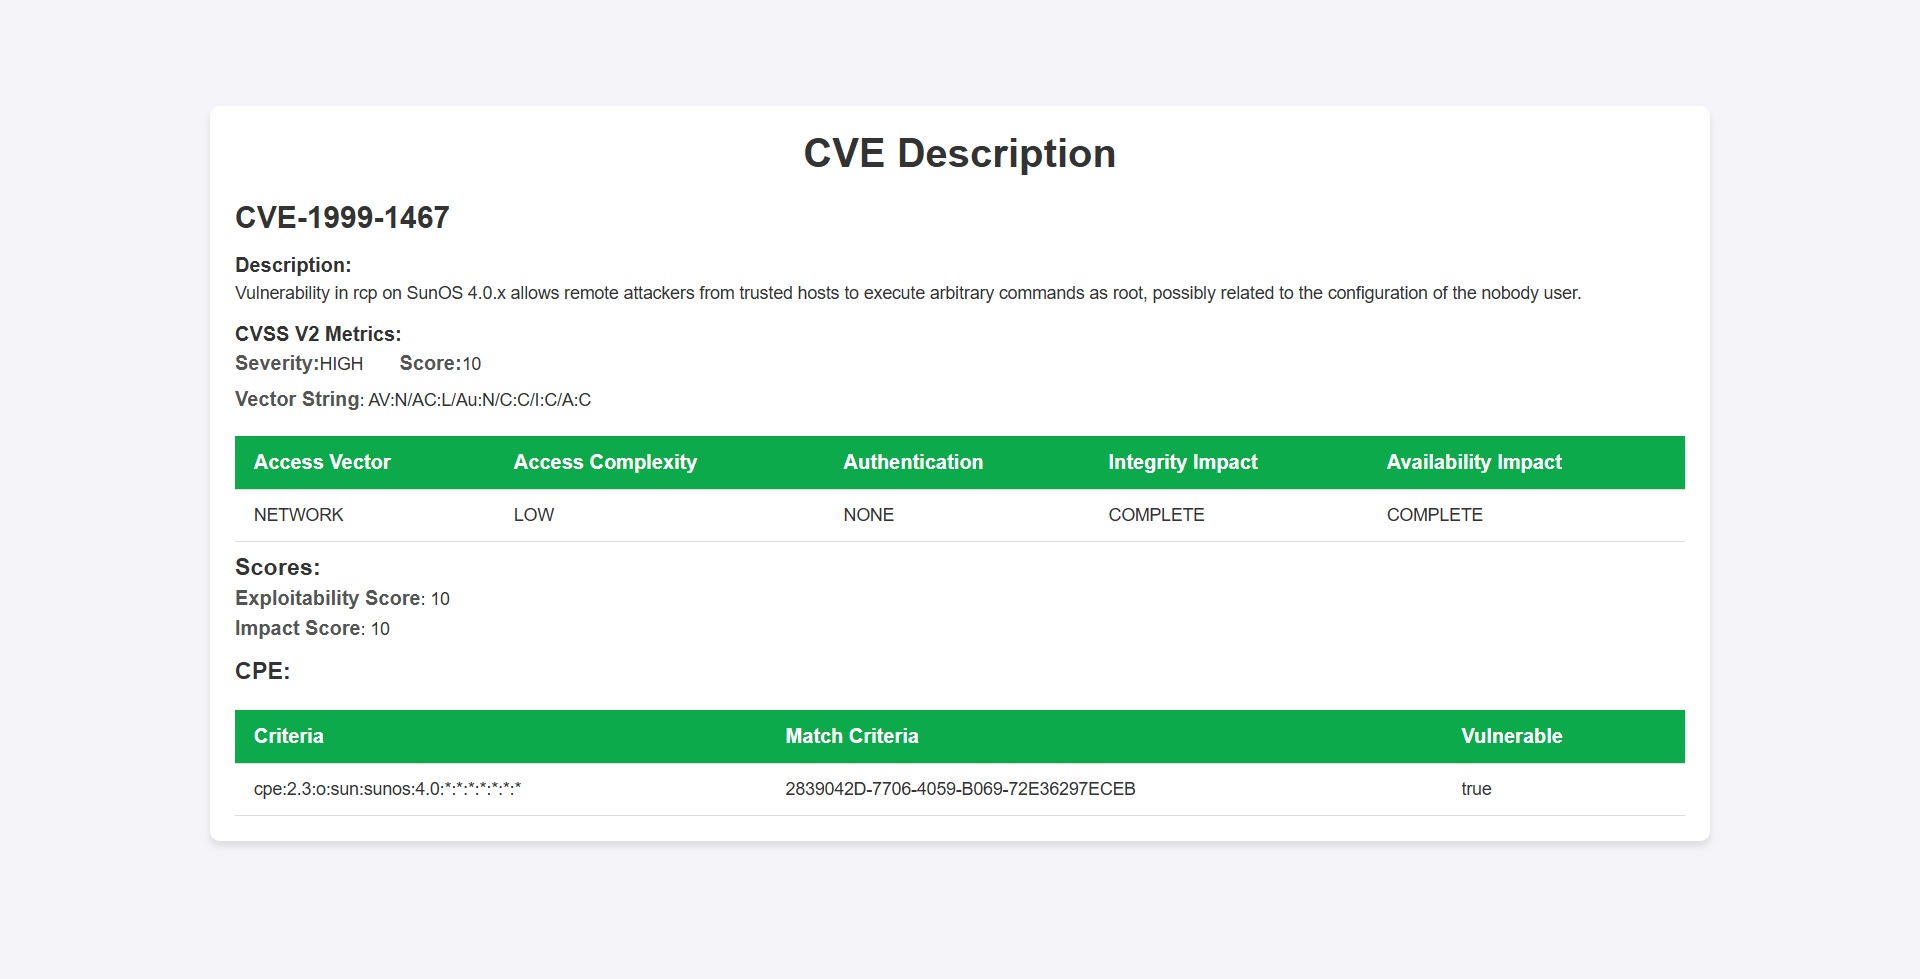 CVE Description
CVE-1999-1467
Description:
Vulnerability in rcp on SunOS 4.0.x allows remote attackers from trusted hosts to execute arbitrary commands as root, possibly related to the configuration of the nobody user.
CVSS V2 Metrics:
Severity:HIGH Score:10
Vector String: AV:N/AC:L/Au:N/C:C/I:C/A:C
Access Vector Access Complexity Authentication Integrity Impact Availability Impact
NETWORK LOW NONE COMPLETE COMPLETE
Scores:
Exploitability Score: 10
Impact Score: 10
CPE:
Criteria Match Criteria Vulnerable
cpe:2.3:o:sun:sunos:4.0:*:*:*:*:*:*:* 2839042D-7706-4059-B069-72E36297ECEB true